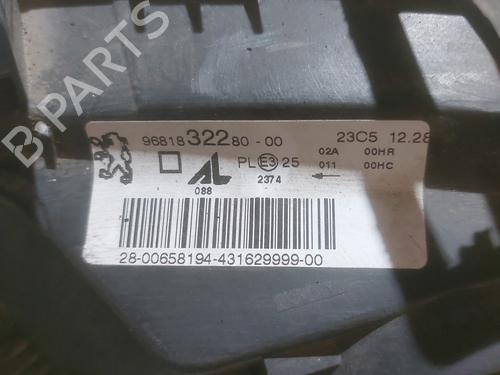 B-PARTS
9681832280-00 23C5 12.28
AL PL E3 25 02A 00HR
011 00HC
088 2374
28-00658194-431629999-00